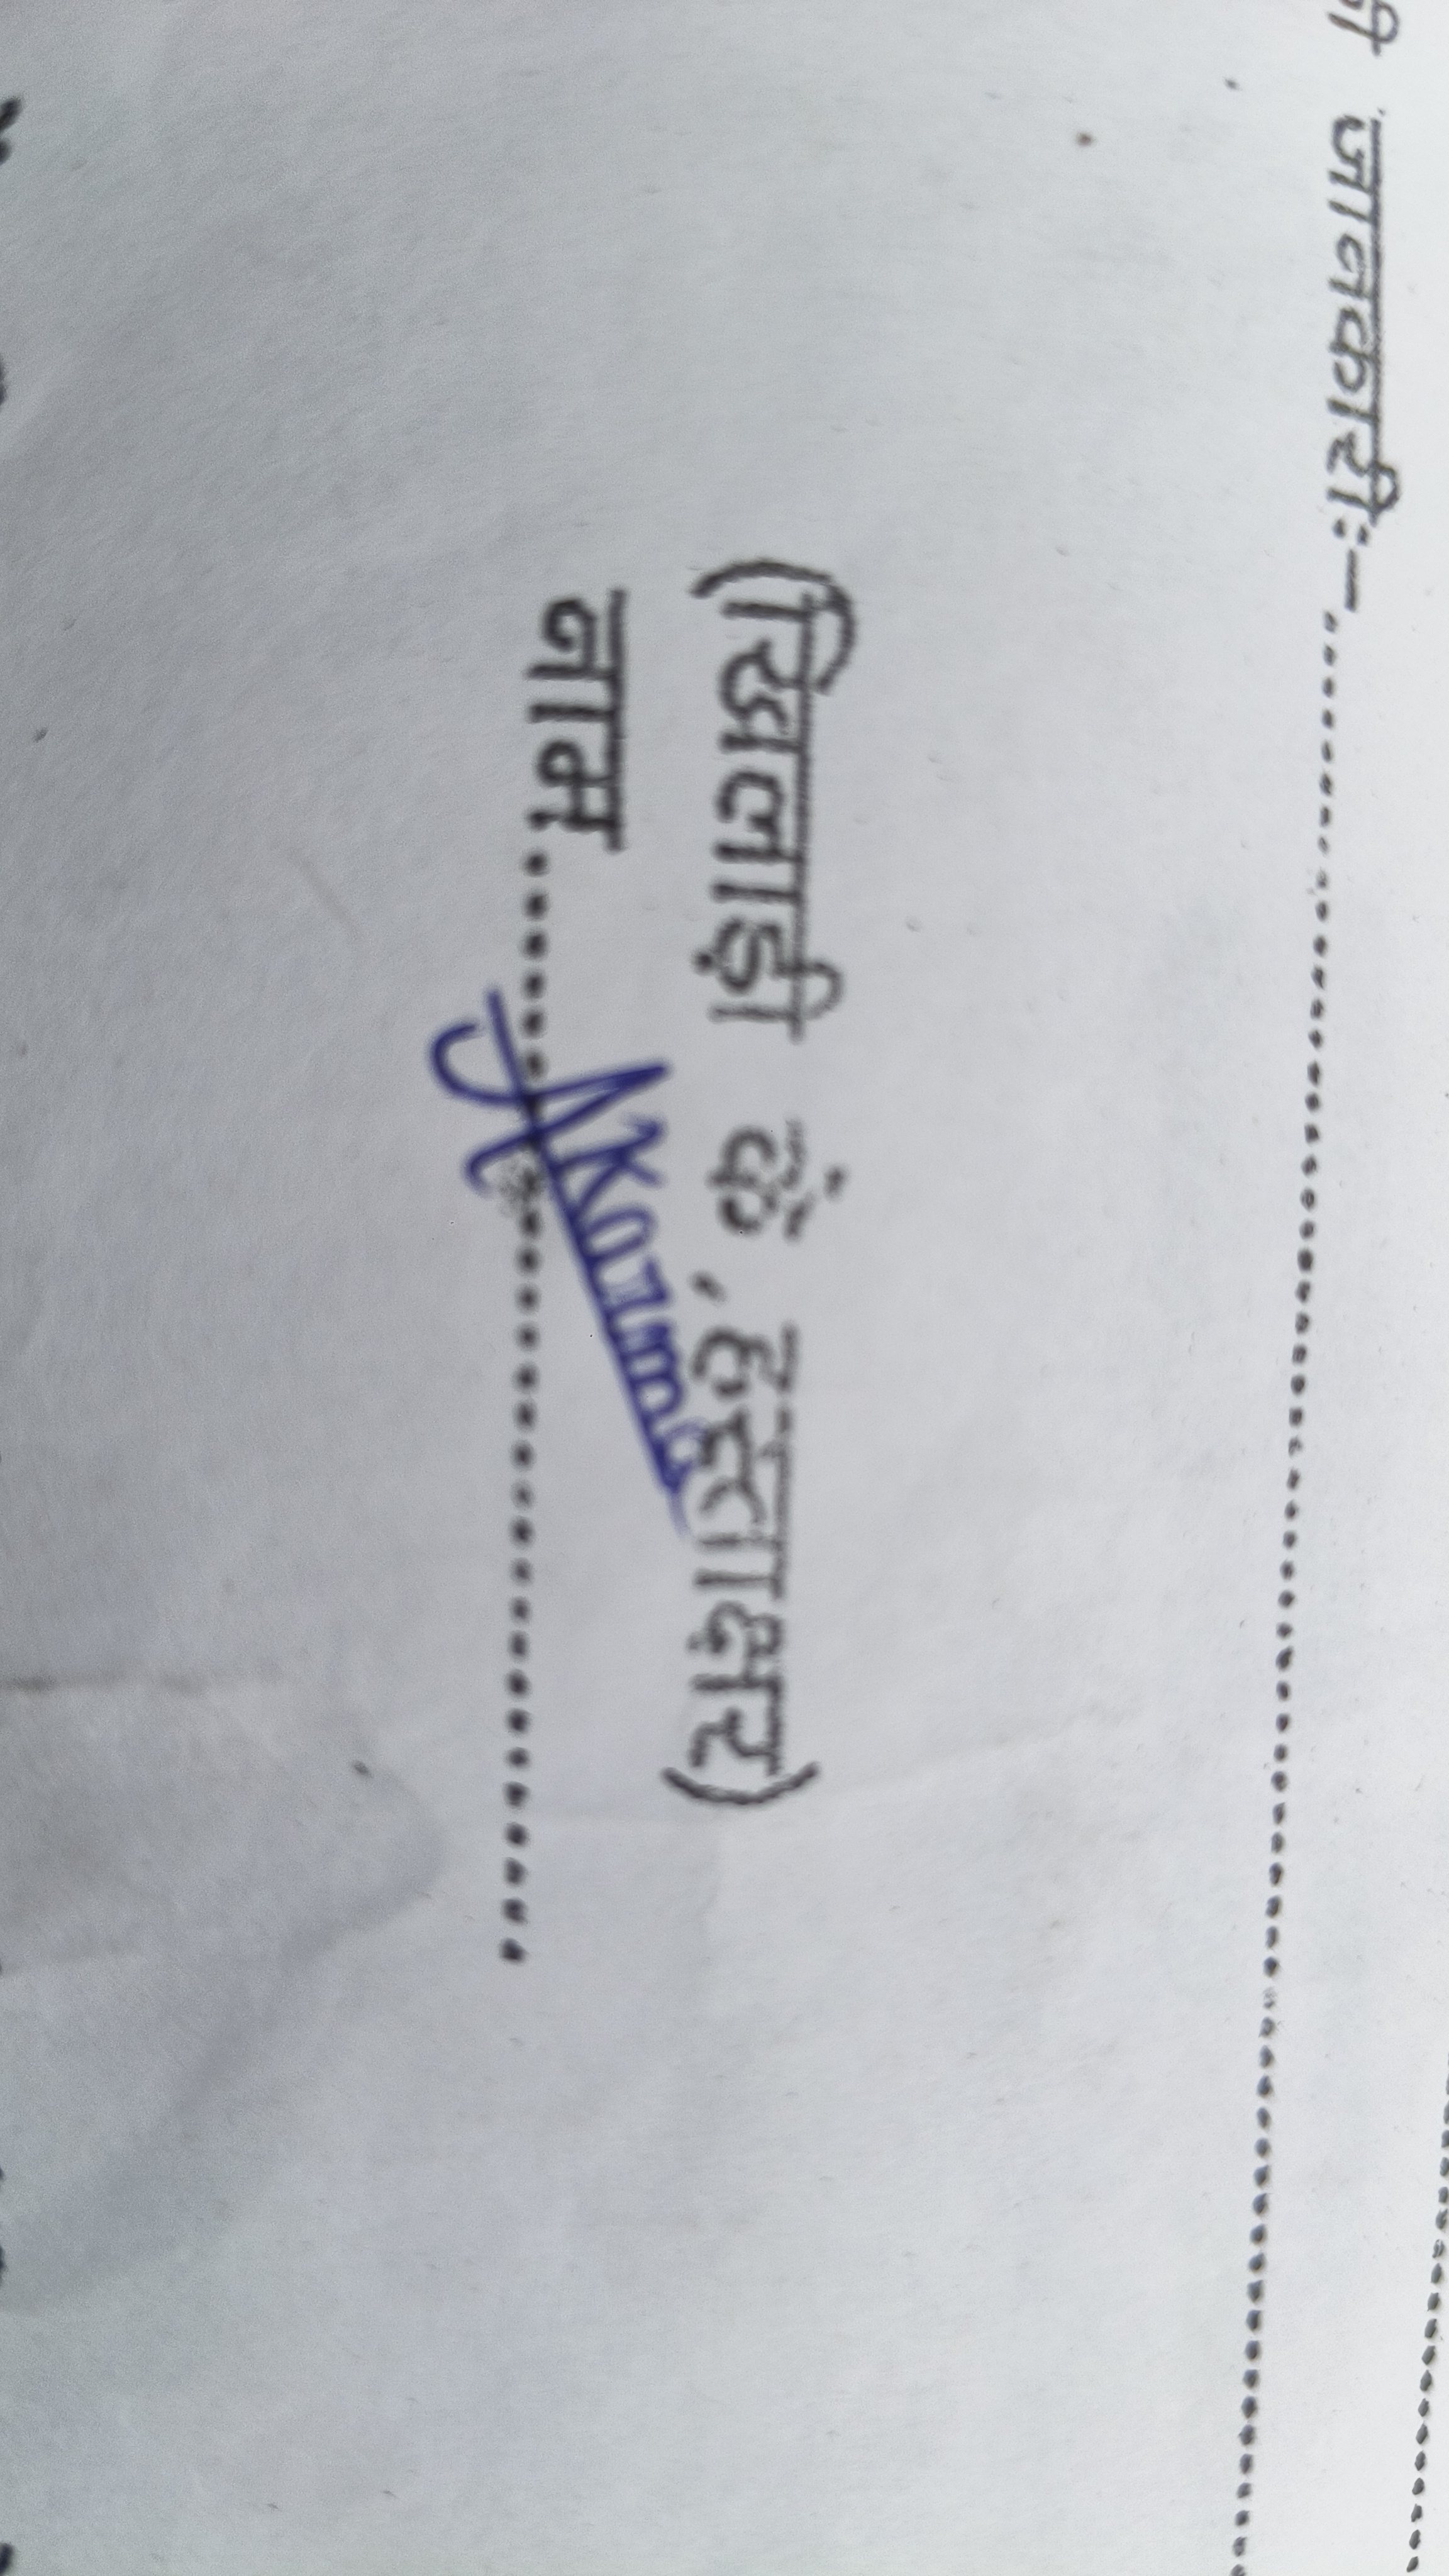 जानकारी:-
(खिलाड़ी के हस्ताक्षर)
नाम